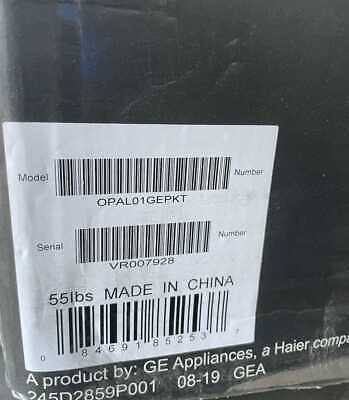 Model Number
OPAL01GEPKT
Serial Number
VR007928
55lbs MADE IN CHINA
0 84691 85253 7
A product by: GE Appliances, a Haier compa
245D2859P001 08-19 GEA